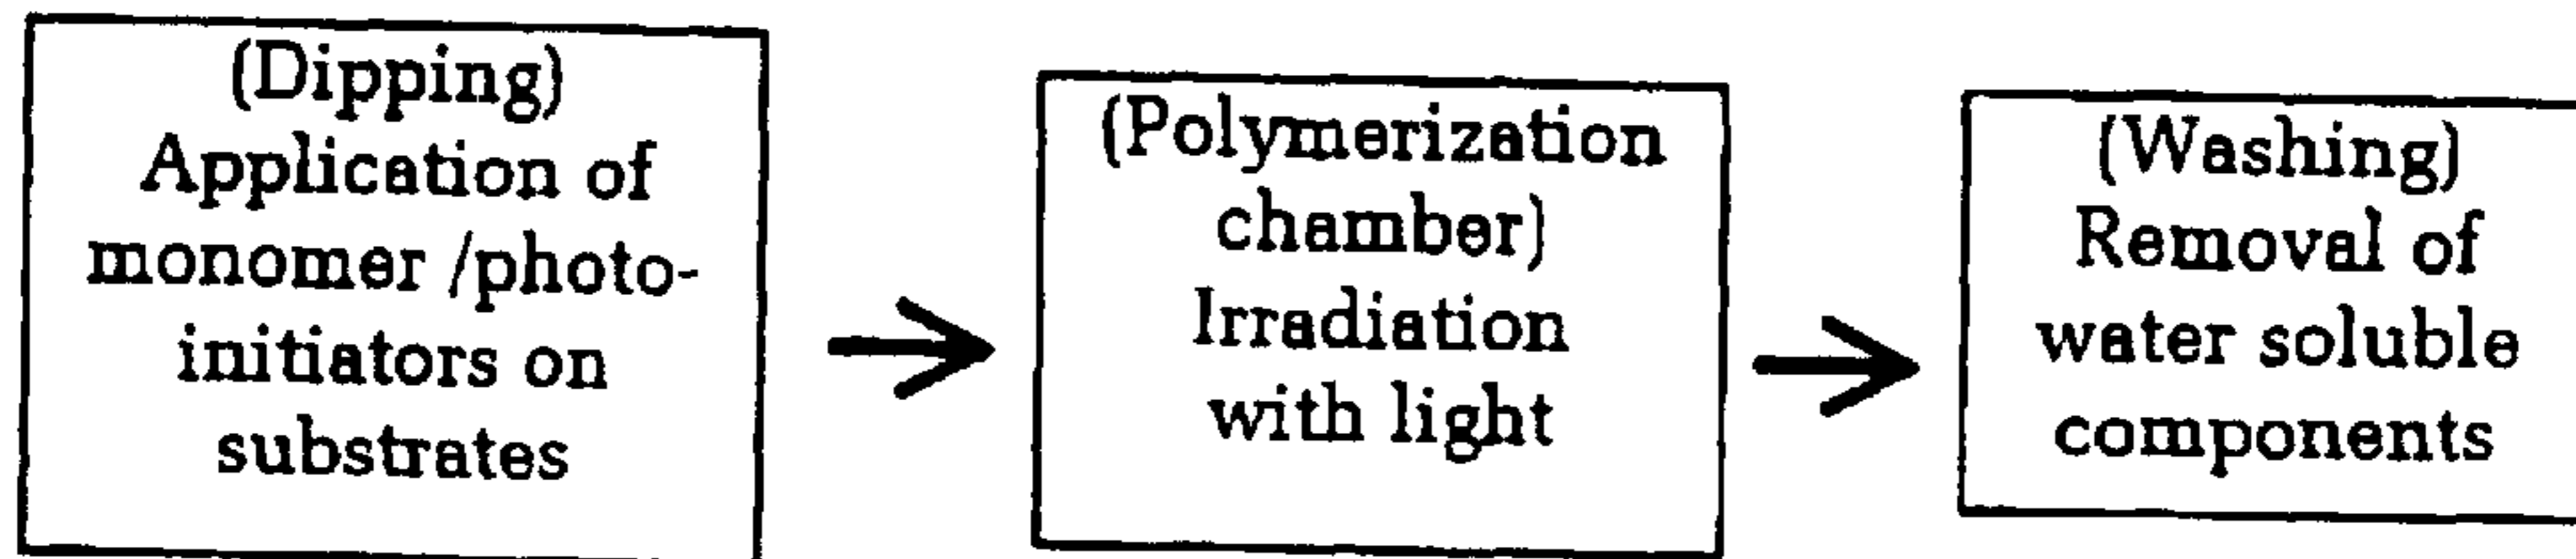 (Dipping)
Application of
monomer /photo-
initiators on
substrates
(Polymerization
chamber)
Irradiation
with light
(Washing)
Removal of
water soluble
components